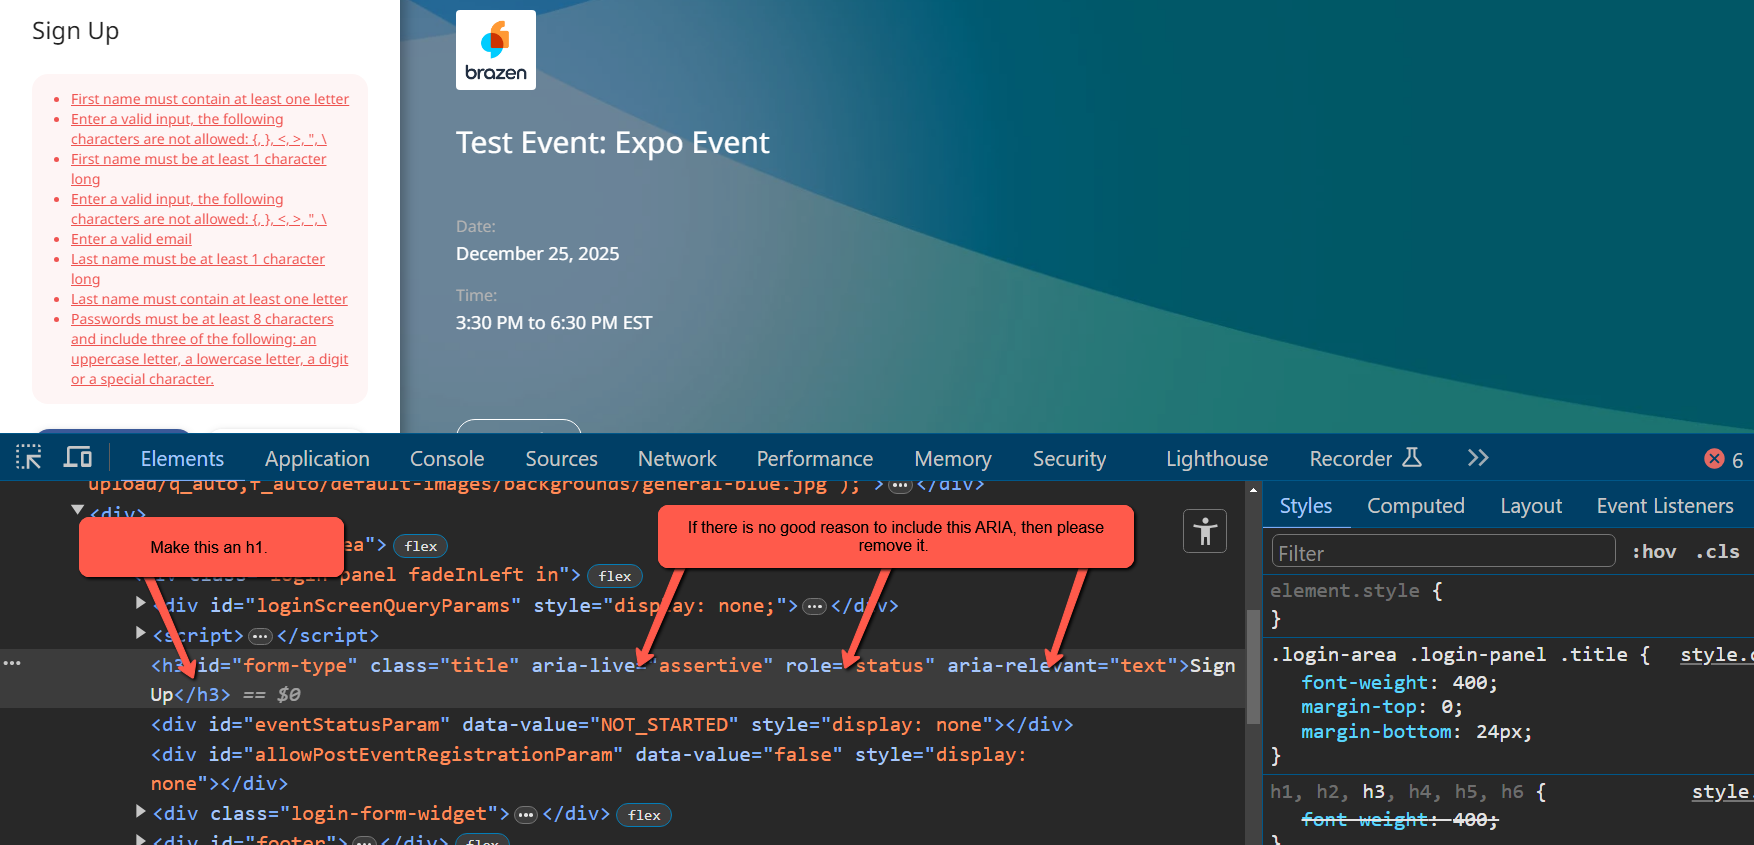 Sign Up
First name must contain at least one letter
Enter a valid input, the following
characters are not allowed: {, }, <, >, ", \
First name must be at least 1 character
long
Enter a valid input, the following
characters are not allowed: {, }, <, >, ", \
Enter a valid email
Last name must be at least 1 character
long
Last name must contain at least one letter
Passwords must be at least 8 characters
and include three of the following: an
uppercase letter, a lowercase letter, a digit
or a special character.
brazen
Test Event: Expo Event
Date:
December 25, 2025
Time:
3:30 PM to 6:30 PM EST
Elements Application Console Sources Network Performance Memory Security Lighthouse Recorder 6
upload/q_auto,f_auto/default-images/backgrounds/general-blue.jpg");"></div>
<div>
Make this an h1.
If there is no good reason to include this ARIA, then please
remove it.
ea"> flex
panel fadeInLeft in"> flex
<div id="loginScreenQueryParams" style="display: none;"></div>
<script></script>
<h3 id="form-type" class="title" aria-live="assertive" role="status" aria-relevant="text">Sign
Up</h3> == $0
<div id="eventStatusParam" data-value="NOT_STARTED" style="display: none"></div>
<div id="allowPostEventRegistrationParam" data-value="false" style="display:
none"></div>
<div class="login-form-widget"></div> flex
<div id="footer"></div> flex
Styles Computed Layout Event Listeners
Filter :hov .cls
element.style {
}
.login-area .login-panel .title { style.c
font-weight: 400;
margin-top: 0;
margin-bottom: 24px;
}
h1, h2, h3, h4, h5, h6 { style.
font-weight: 400;
}